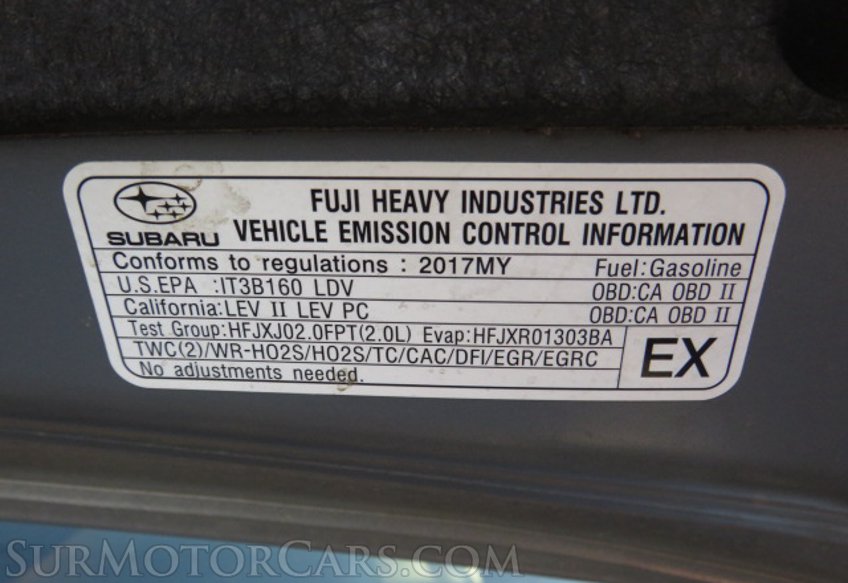 FUJI HEAVY INDUSTRIES LTD.
SUBARU VEHICLE EMISSION CONTROL INFORMATION
Conforms to regulations : 2017MY Fuel:Gasoline
U.S.EPA :IT3B160 LDV OBD:CA OBD II
California:LEV II LEV PC OBD:CA OBD II
Test Group:HFJXJ02.0FPT(2.0L) Evap:HFJXR01303BA
TWC(2)/WR-HO2S/HO2S/TC/CAC/DFI/EGR/EGRC
EX
No adjustments needed.
SurMotorCars.com